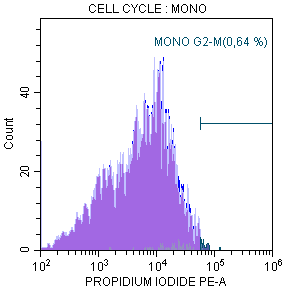 CELL CYCLE : MONO
MONO G2-M(0,64 %)
Count
40
20
0
10^2 10^3 10^4 10^5 10^6
PROPIDIUM IODIDE PE-A